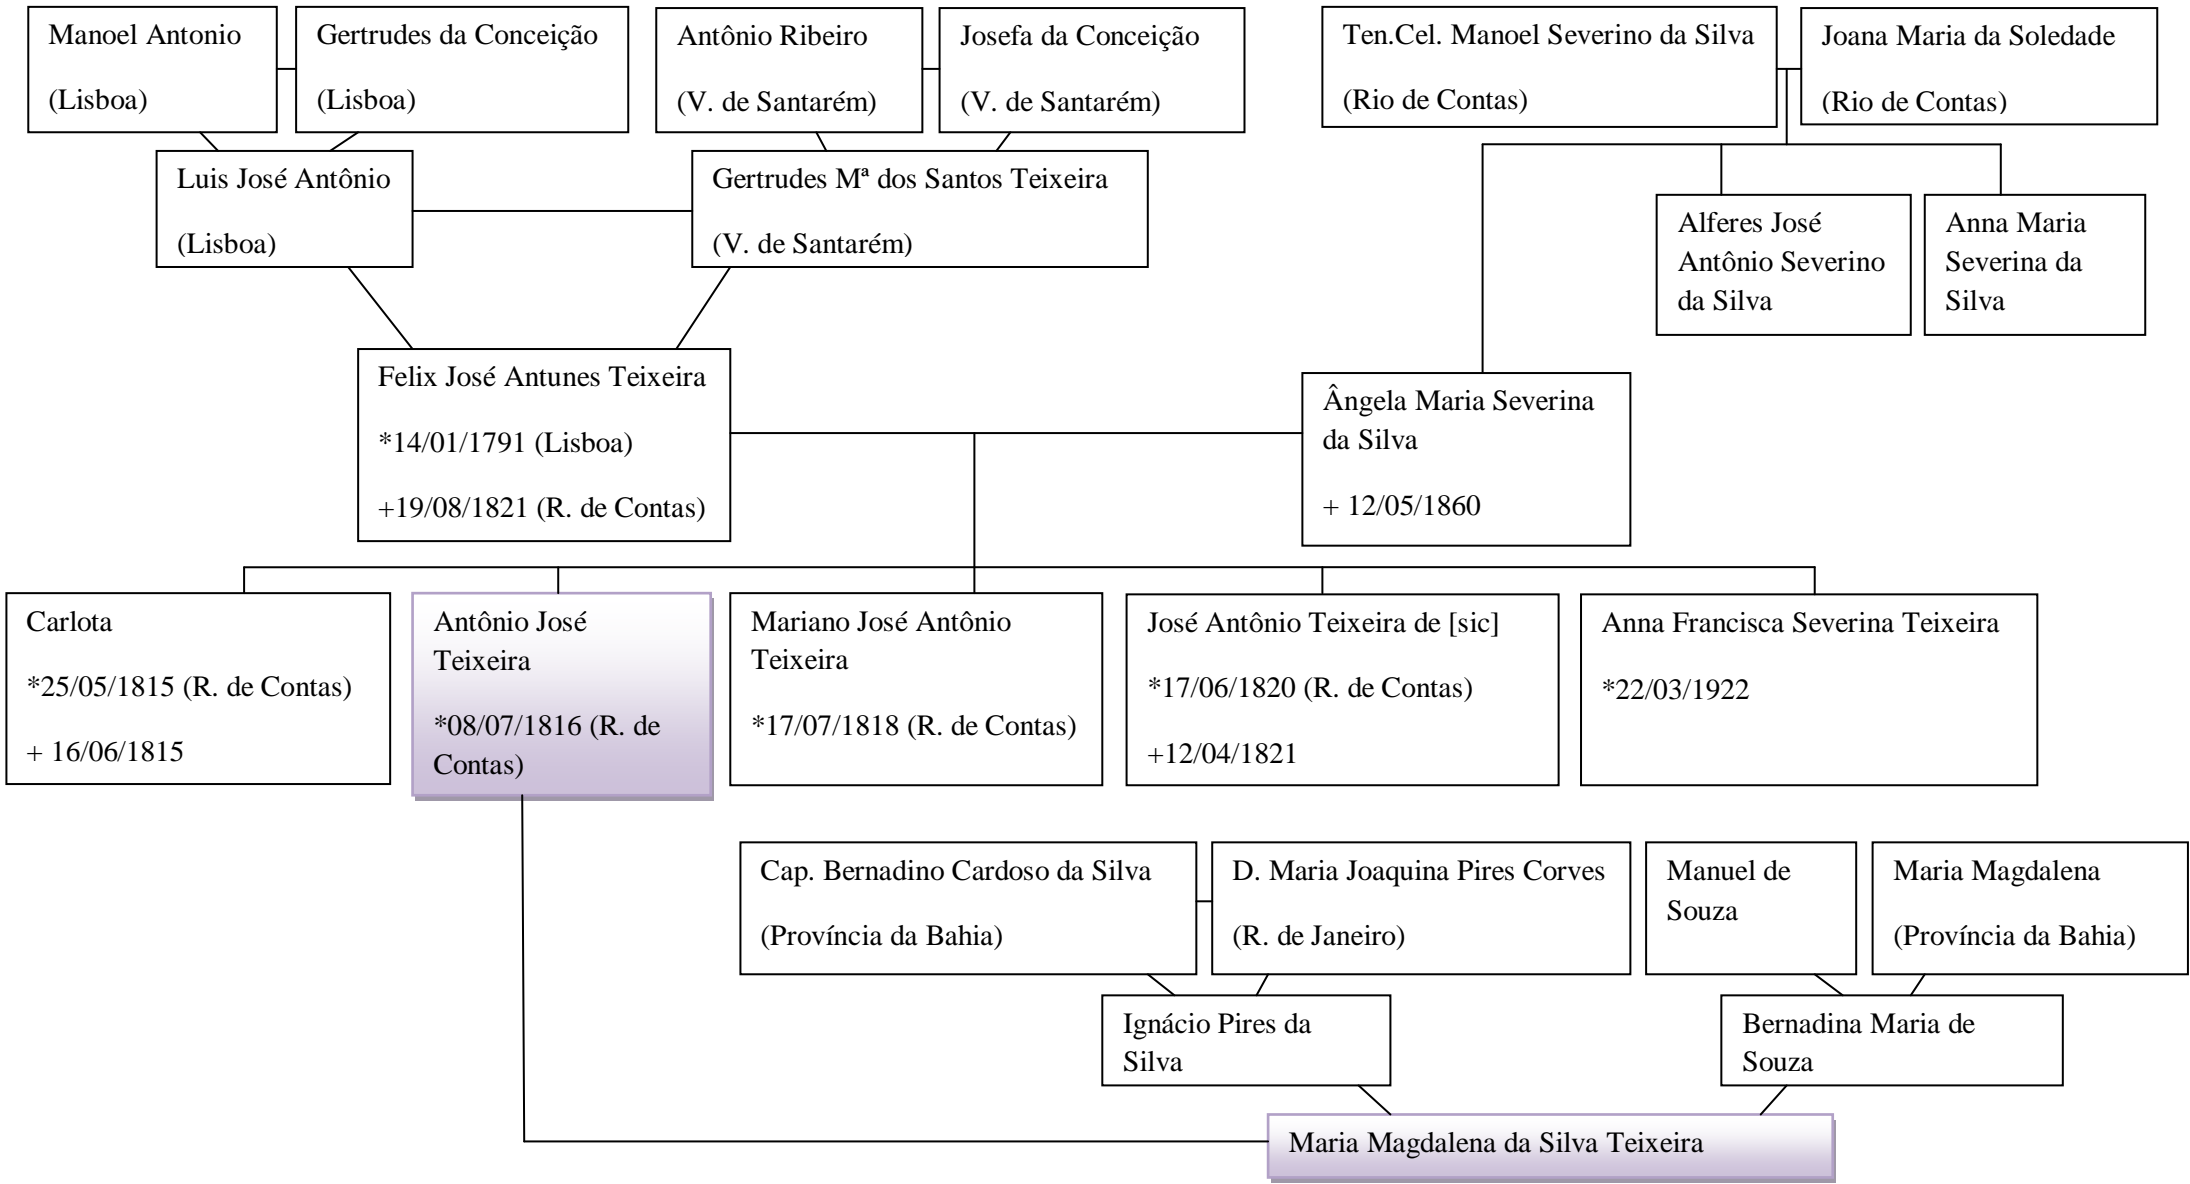 Manoel Antonio
(Lisboa)
Gertrudes da Conceição
(Lisboa)
Antônio Ribeiro
(V. de Santarém)
Josefa da Conceição
(V. de Santarém)
Ten.Cel. Manoel Severino da Silva
(Rio de Contas)
Joana Maria da Soledade
(Rio de Contas)
Luis José Antônio
(Lisboa)
Gertrudes Mª dos Santos Teixeira
(V. de Santarém)
Alferes José
Antônio Severino
da Silva
Anna Maria
Severina da
Silva
Felix José Antunes Teixeira
*14/01/1791 (Lisboa)
+19/08/1821 (R. de Contas)
Ângela Maria Severina
da Silva
+ 12/05/1860
Carlota
*25/05/1815 (R. de Contas)
+ 16/06/1815
Antônio José
Teixeira
*08/07/1816 (R. de
Contas)
Mariano José Antônio
Teixeira
*17/07/1818 (R. de Contas)
José Antônio Teixeira de [sic]
*17/06/1820 (R. de Contas)
+12/04/1821
Anna Francisca Severina Teixeira
*22/03/1922
Cap. Bernadino Cardoso da Silva
(Província da Bahia)
D. Maria Joaquina Pires Corves
(R. de Janeiro)
Manuel de
Souza
Maria Magdalena
(Província da Bahia)
Ignácio Pires da
Silva
Bernadina Maria de
Souza
Maria Magdalena da Silva Teixeira